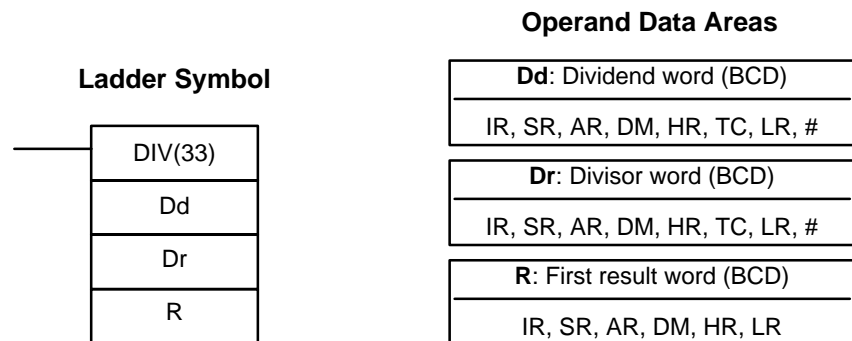 Operand Data Areas
Ladder Symbol
DIV(33)
Dd
Dr
R
Dd: Dividend word (BCD)
IR, SR, AR, DM, HR, TC, LR, #
Dr: Divisor word (BCD)
IR, SR, AR, DM, HR, TC, LR, #
R: First result word (BCD)
IR, SR, AR, DM, HR, LR